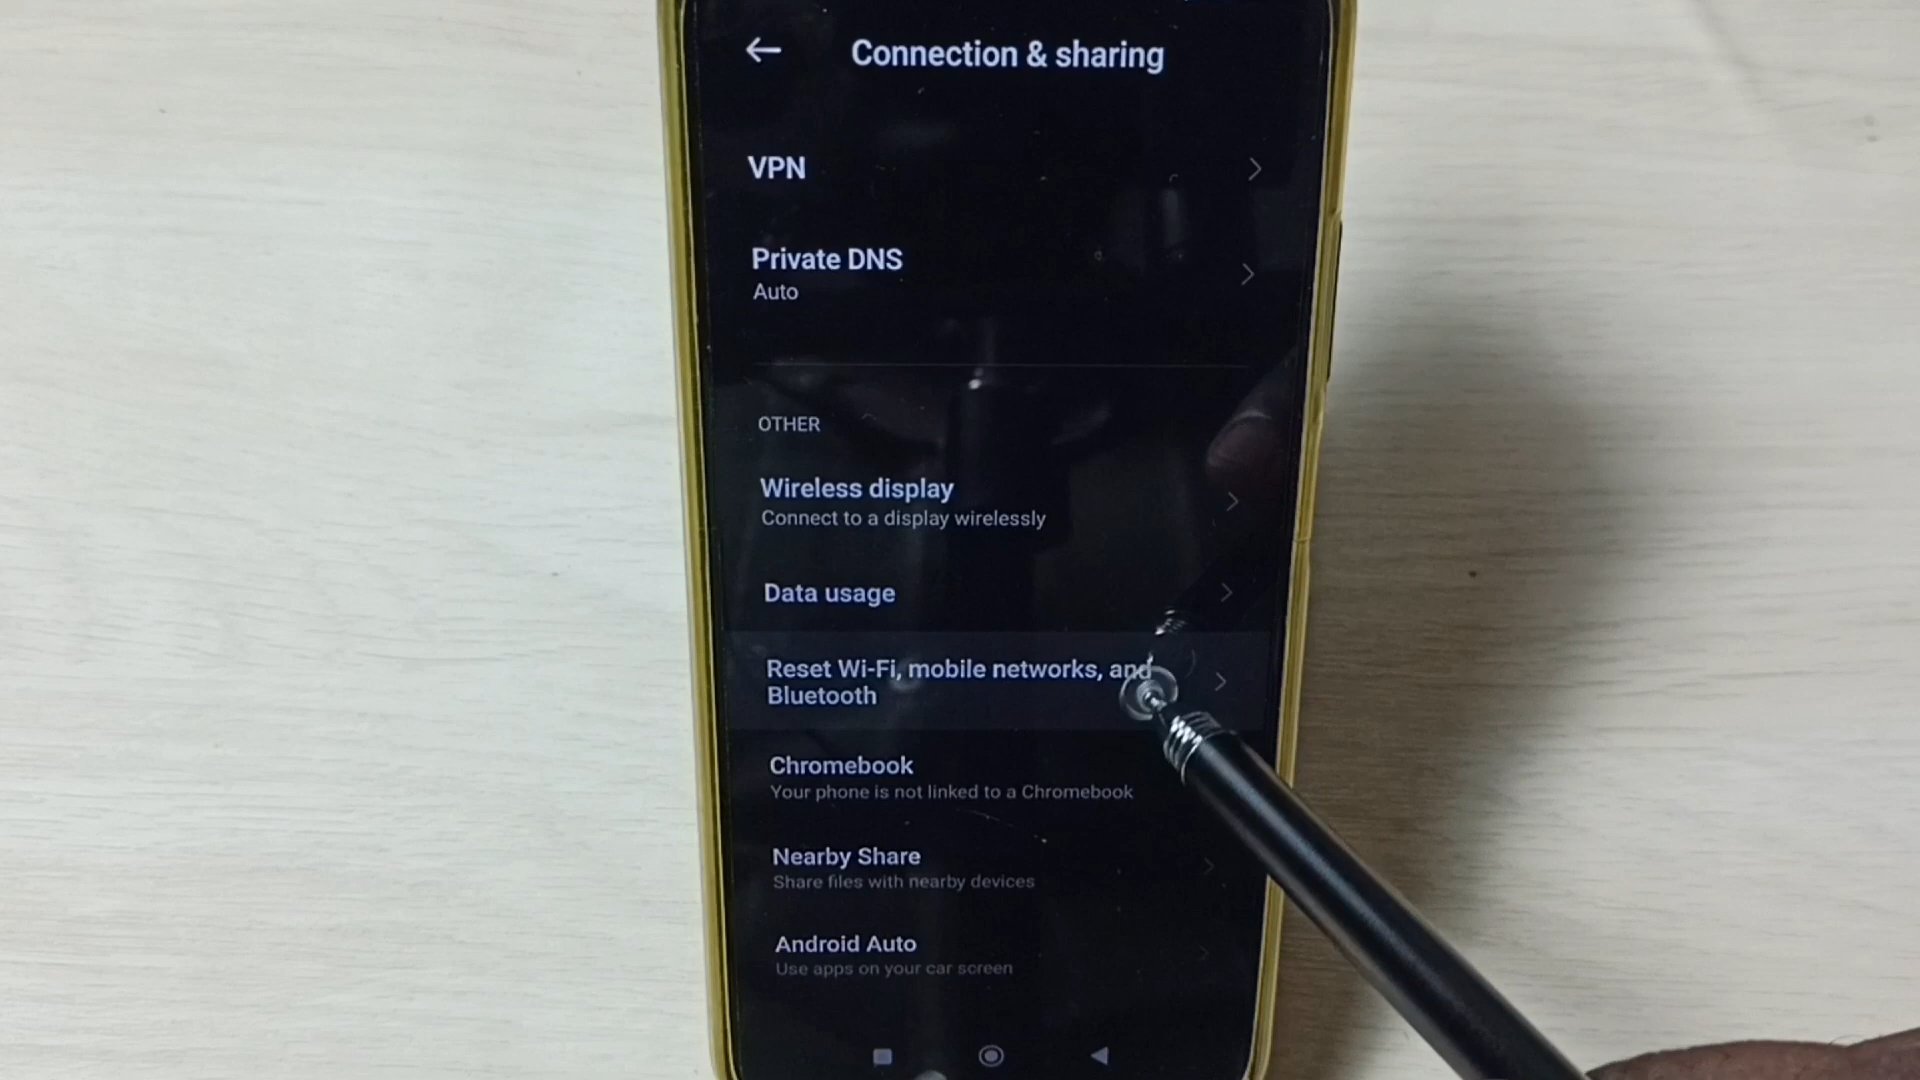 Connection & sharing
VPN
Private DNS
Auto
OTHER
Wireless display
Connect to a display wirelessly
Data usage
Reset Wi-Fi, mobile networks, and
Bluetooth
Chromebook
Your phone is not linked to a Chromebook
Nearby Share
Share files with nearby devices
Android Auto
Use apps on your car screen